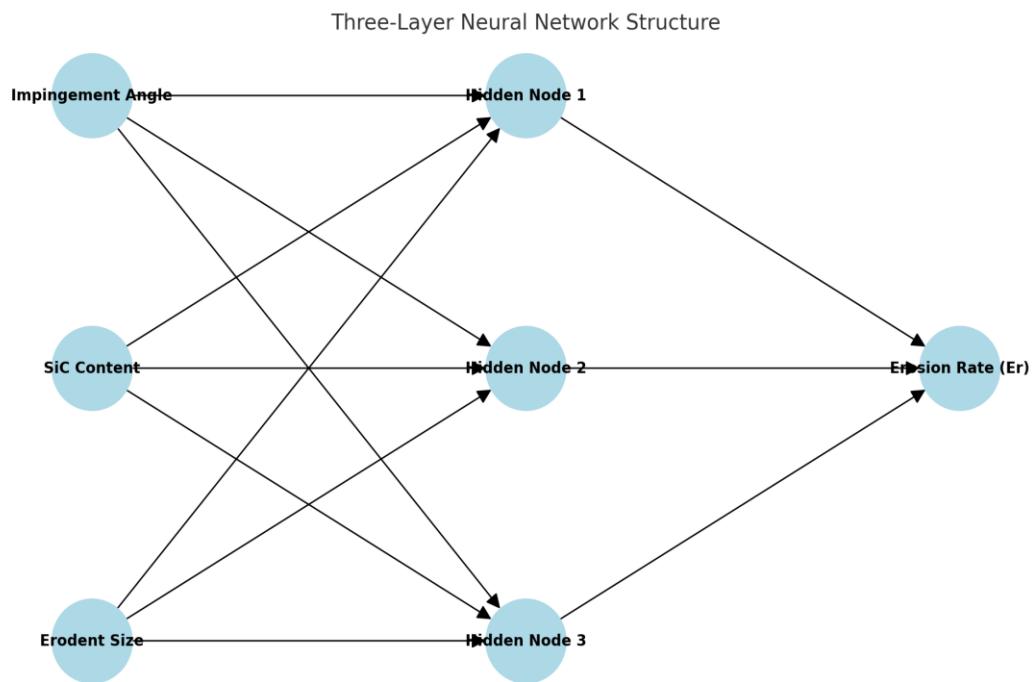 Three-Layer Neural Network Structure
Impingement Angle
Hidden Node 1
SiC Content
Hidden Node 2
Erosion Rate (Er)
Erodent Size
Hidden Node 3